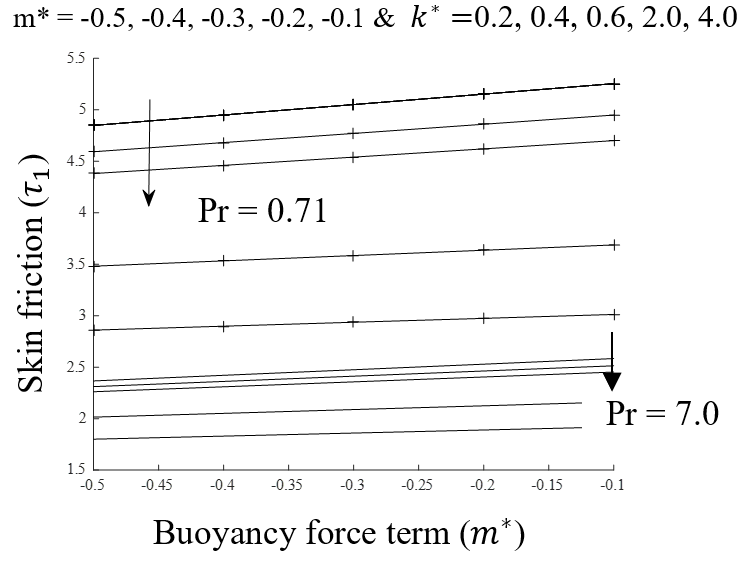 m* = -0.5, -0.4, -0.3, -0.2, -0.1 & k* =0.2, 0.4, 0.6, 2.0, 4.0
5.5
5
4.5
4
3.5
3
2.5
2
1.5
Skin friction (τ₁)
Pr = 0.71
Pr = 7.0
-0.5 -0.45 -0.4 -0.35 -0.3 -0.25 -0.2 -0.15 -0.1
Buoyancy force term (m*)